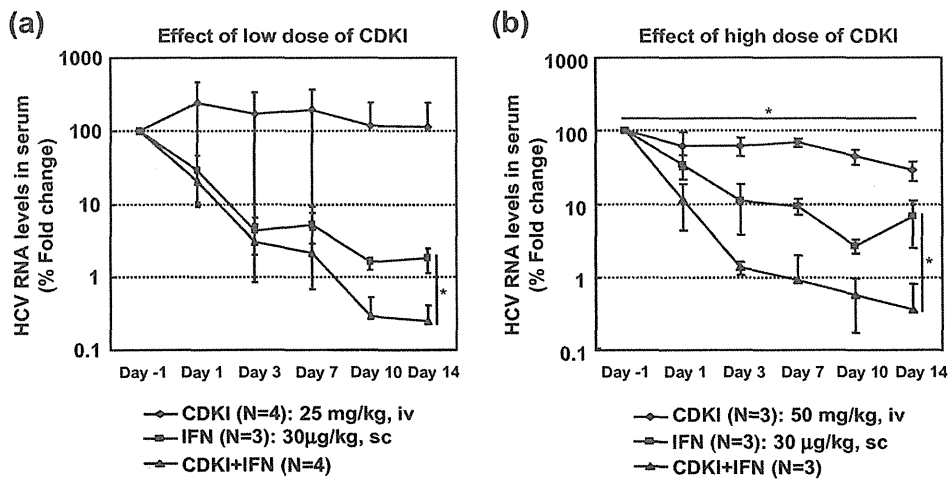 (a)
Effect of low dose of CDKI
HCV RNA levels in serum
(% Fold change)
1000
100
10
1
0.1
*
Day -1 Day 1 Day 3 Day 7 Day 10 Day 14
CDKI (N=4): 25 mg/kg, iv
IFN (N=3): 30μg/kg, sc
CDKI+IFN (N=4)
(b)
Effect of high dose of CDKI
HCV RNA levels in serum
(% Fold change)
1000
100
10
1
0.1
*
*
Day -1 Day 1 Day 3 Day 7 Day 10 Day 14
CDKI (N=3): 50 mg/kg, iv
IFN (N=3): 30 μg/kg, sc
CDKI+IFN (N=3)